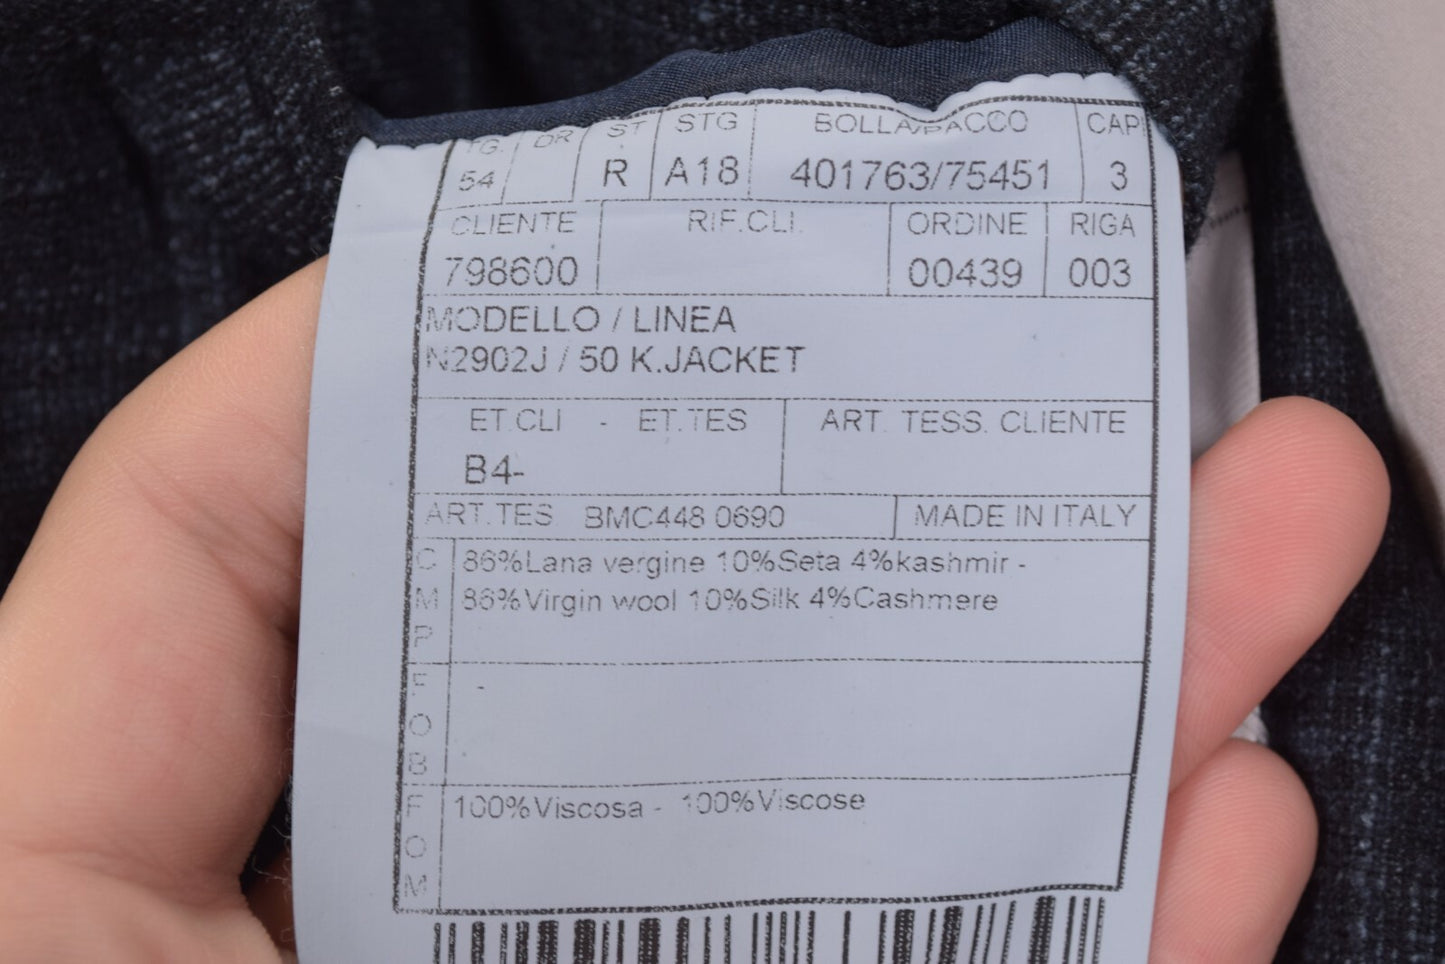 TG. DR ST STG BOLLA/PACCO CAPI
54 R A18 401763/75451 3
CLIENTE RIF.CLI. ORDINE RIGA
798600 00439 003
MODELLO / LINEA
N2902J / 50 K.JACKET
ET.CLI - ET.TES ART. TESS. CLIENTE
B4-
ART.TES. BMC448 0690 MADE IN ITALY
C 86%Lana vergine 10%Seta 4%kashmir -
M 86%Virgin wool 10%Silk 4%Cashmere
P
F -
O
B
F 100%Viscosa - 100%Viscose
O
M